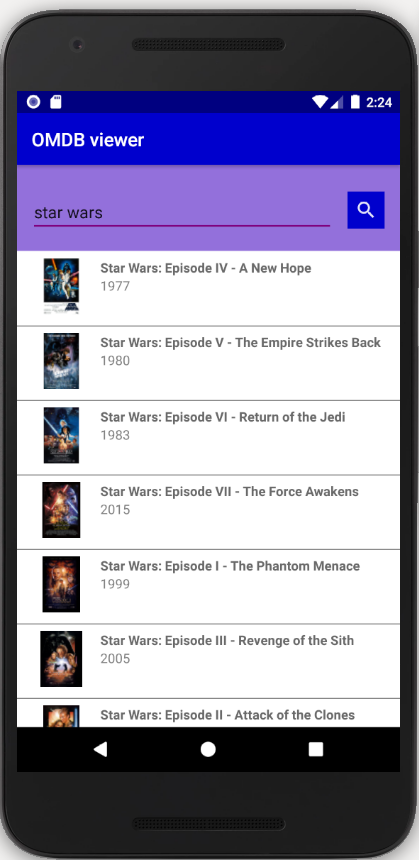 2:24
OMDB viewer
star wars
Star Wars: Episode IV - A New Hope
1977
Star Wars: Episode V - The Empire Strikes Back
1980
Star Wars: Episode VI - Return of the Jedi
1983
Star Wars: Episode VII - The Force Awakens
2015
Star Wars: Episode I - The Phantom Menace
1999
Star Wars: Episode III - Revenge of the Sith
2005
Star Wars: Episode II - Attack of the Clones